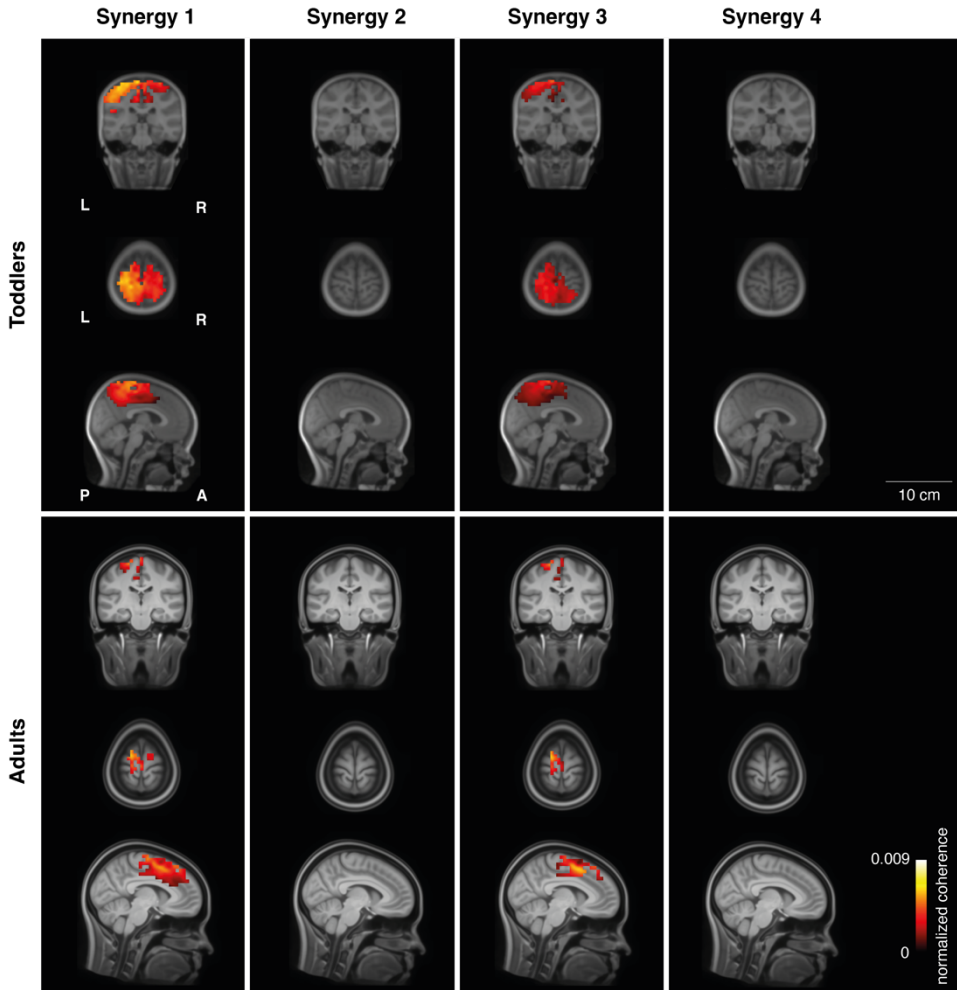 Synergy 1
Synergy 2
Synergy 3
Synergy 4
Toddlers
L
R
L
R
P
A
10 cm
Adults
0.009
0
normalized coherence